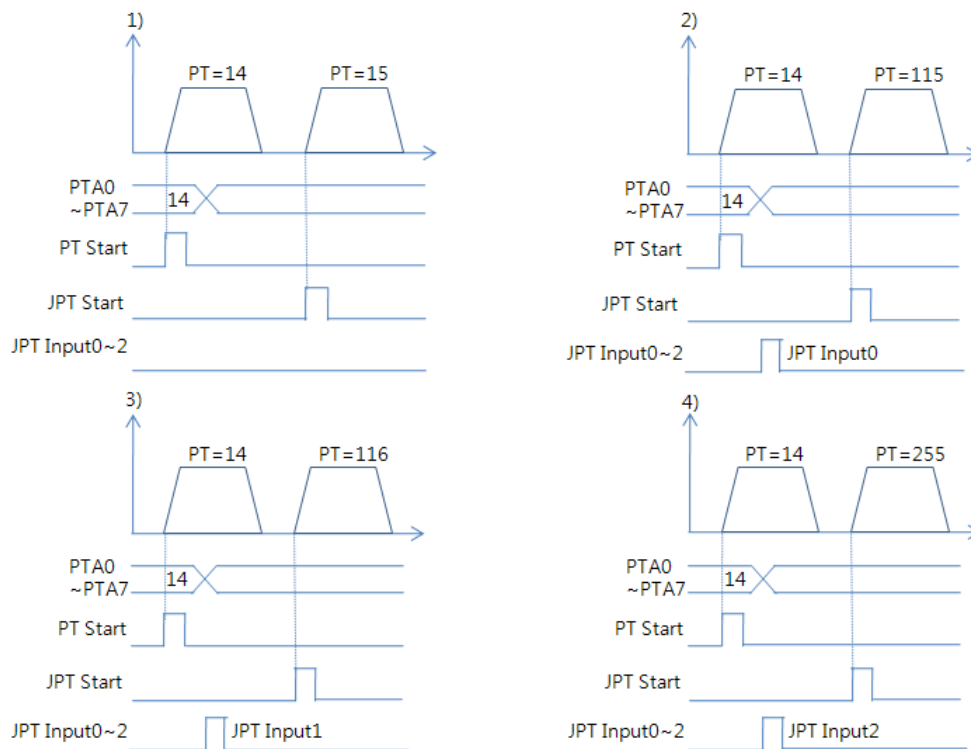 1)
PT=14 PT=15
PTA0
~PTA7
14
PT Start
JPT Start
JPT Input0~2
2)
PT=14 PT=115
PTA0
~PTA7
14
PT Start
JPT Start
JPT Input0~2 JPT Input0
3)
PT=14 PT=116
PTA0
~PTA7
14
PT Start
JPT Start
JPT Input0~2 JPT Input1
4)
PT=14 PT=255
PTA0
~PTA7
14
PT Start
JPT Start
JPT Input0~2 JPT Input2